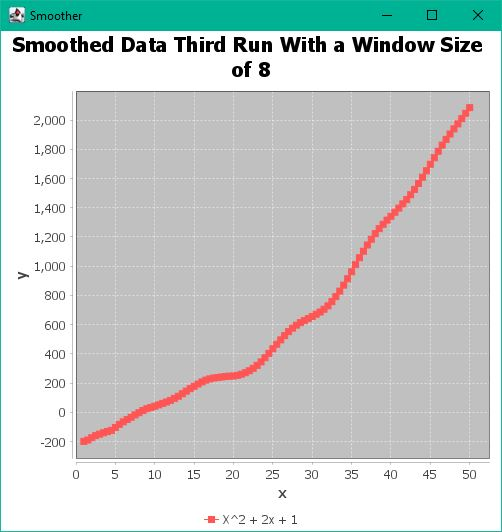 Smoother
Smoothed Data Third Run With a Window Size
of 8
2,000
1,800
1,600
1,400
1,200
1,000
800
600
400
200
0
-200
y
0 5 10 15 20 25 30 35 40 45 50
x
X^2 + 2x + 1